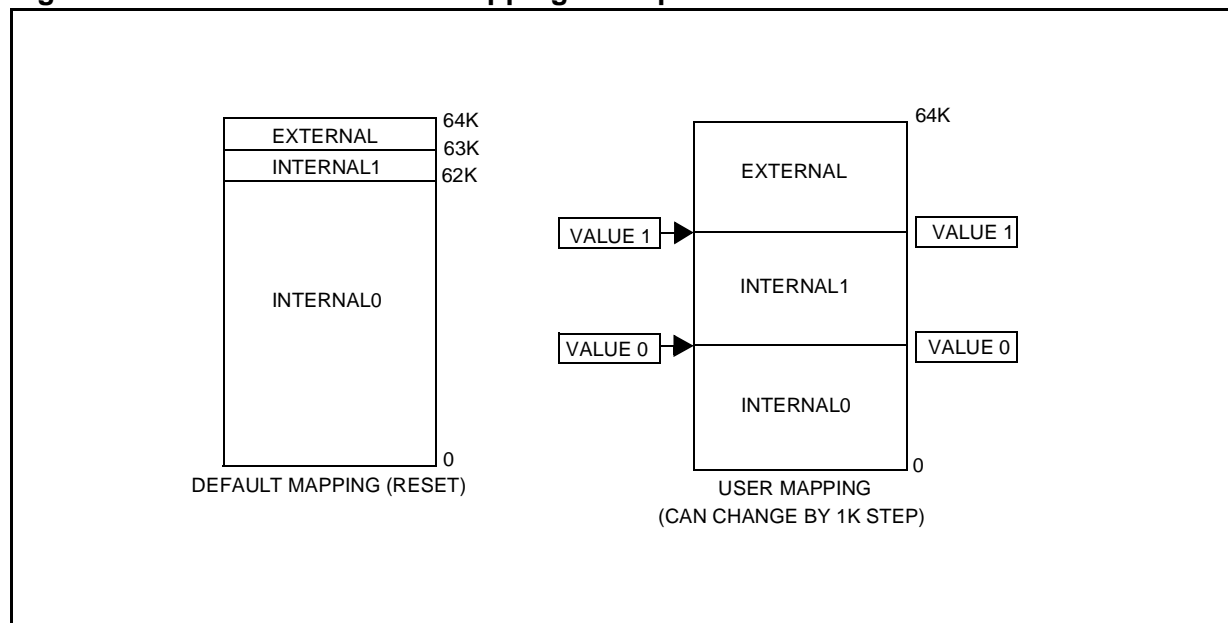 64K
EXTERNAL
63K
INTERNAL1
62K
INTERNAL0
0
DEFAULT MAPPING (RESET)
64K
EXTERNAL
VALUE 1
VALUE 1
INTERNAL1
VALUE 0
VALUE 0
INTERNAL0
0
USER MAPPING
(CAN CHANGE BY 1K STEP)